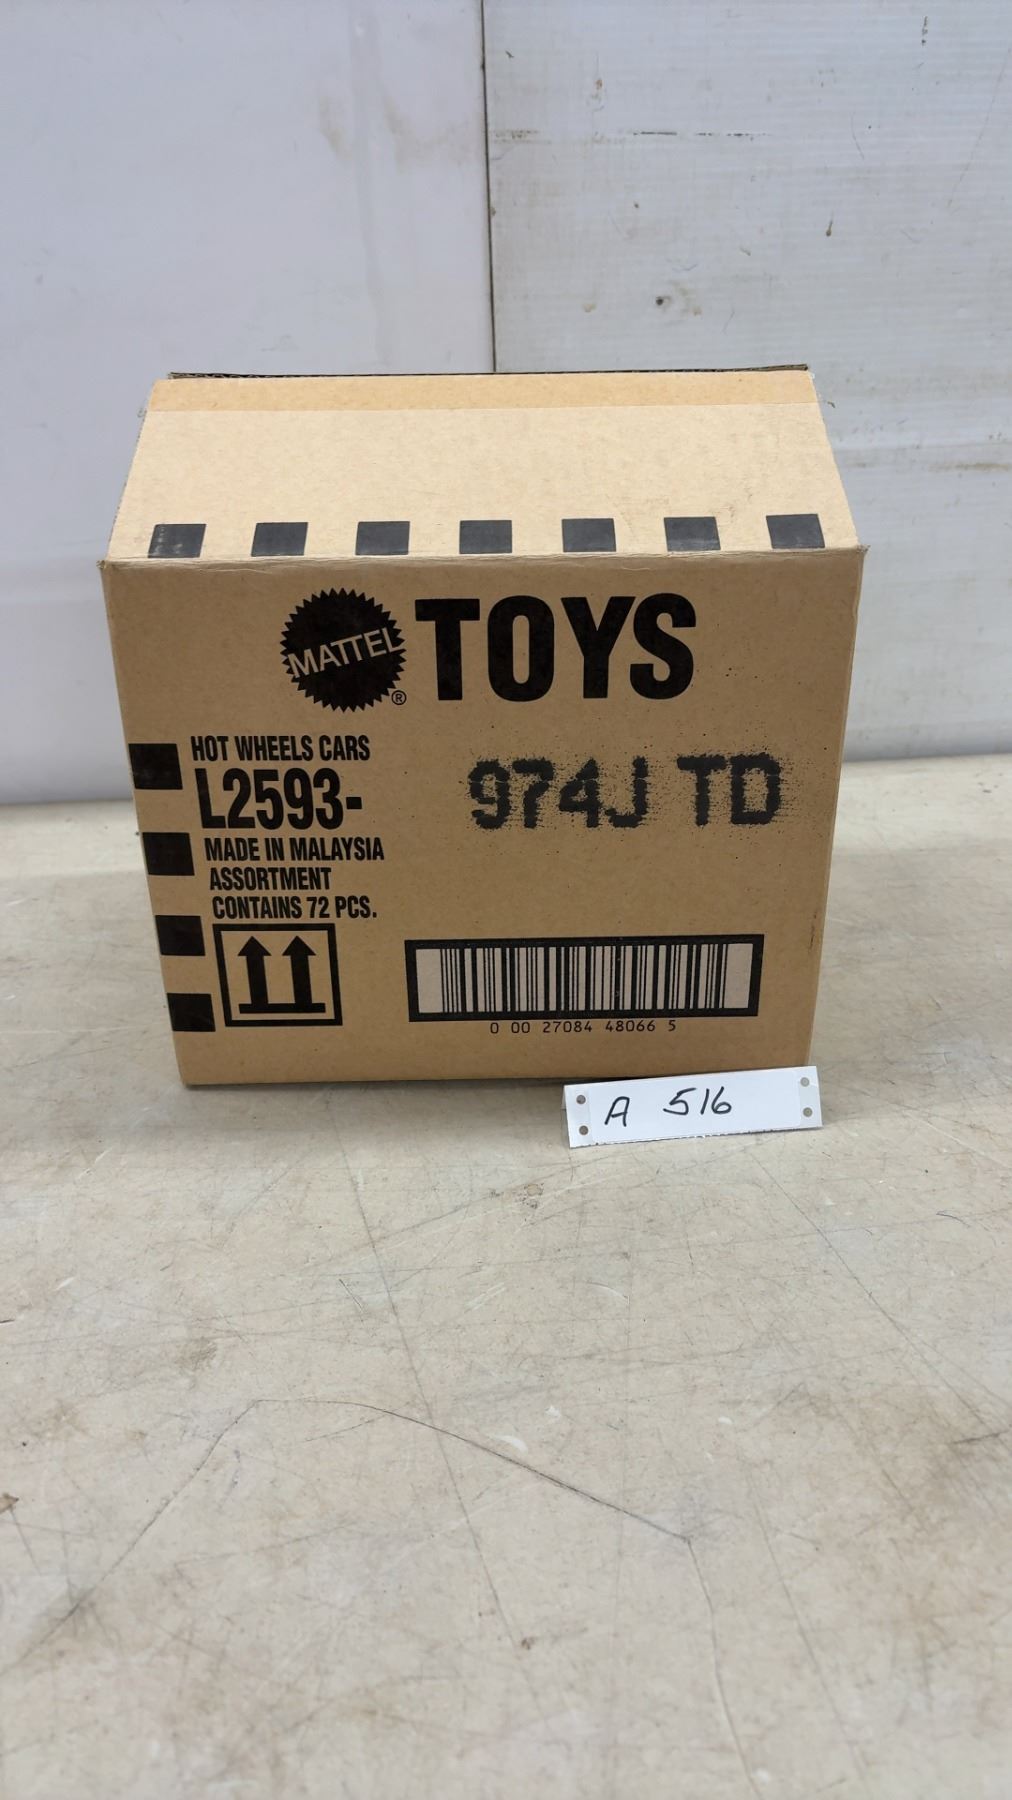 MATTEL® TOYS
HOT WHEELS CARS
L2593-
974J TD
MADE IN MALAYSIA
ASSORTMENT
CONTAINS 72 PCS.
0 00 27084 48066 5
A 516